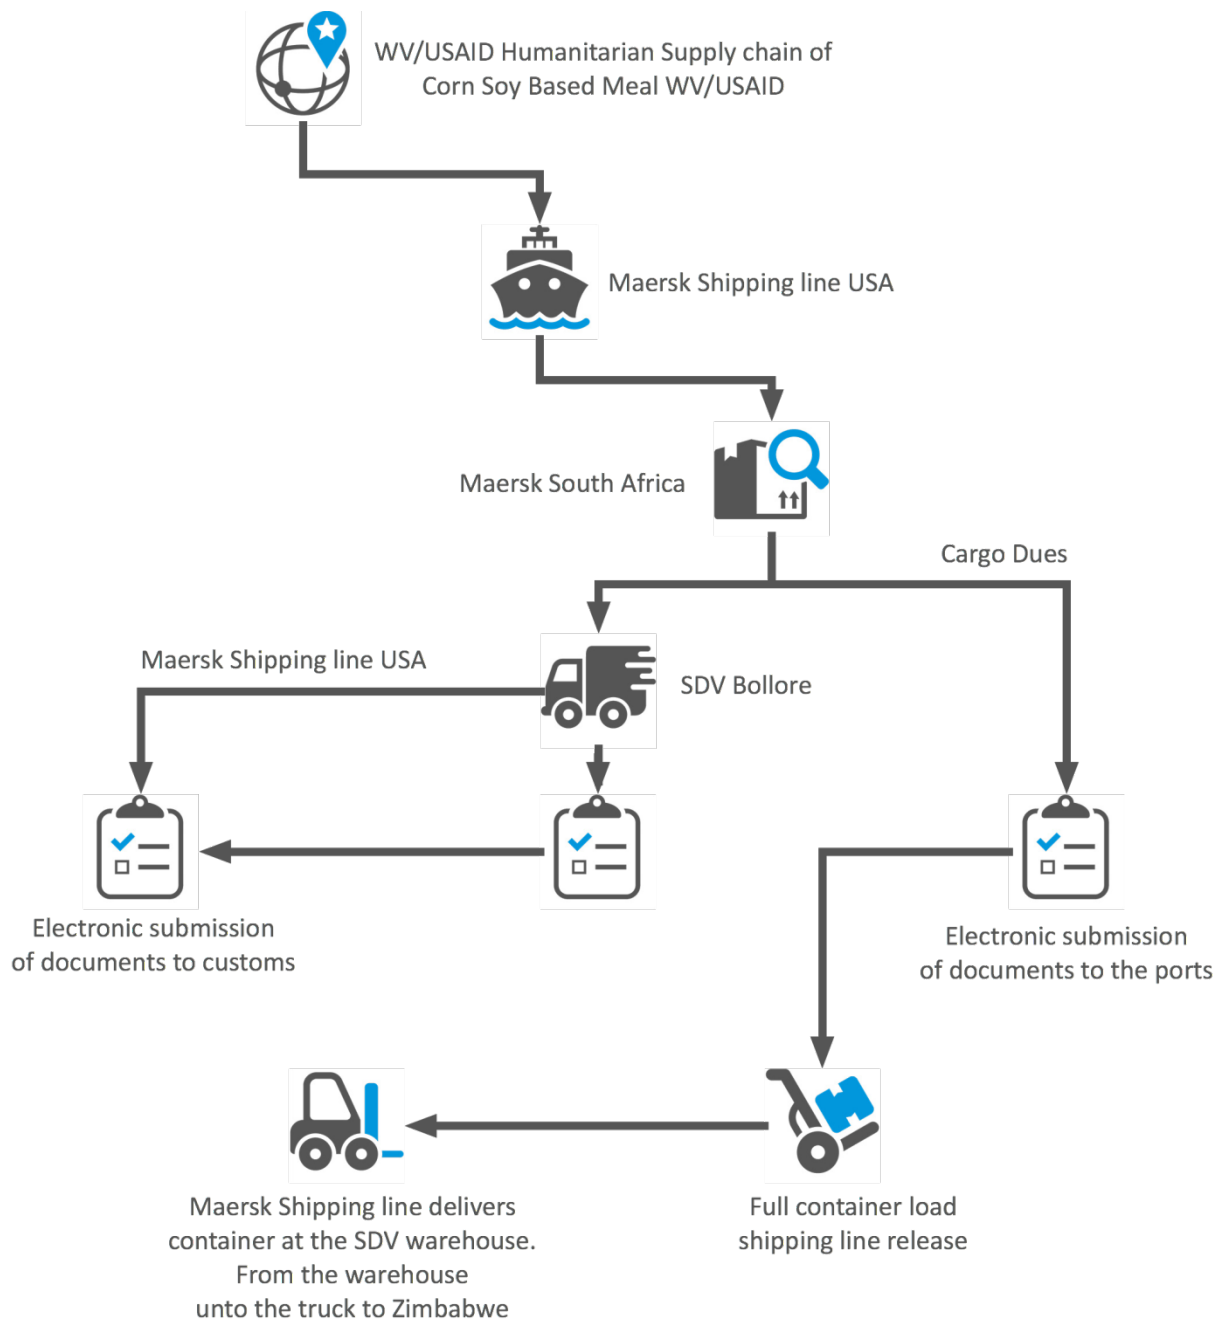 WV/USAID Humanitarian Supply chain of
Corn Soy Based Meal WV/USAID
Maersk Shipping line USA
Maersk South Africa
Cargo Dues
Maersk Shipping line USA
SDV Bollore
Electronic submission
of documents to customs
Electronic submission
of documents to the ports
Maersk Shipping line delivers
container at the SDV warehouse.
From the warehouse
unto the truck to Zimbabwe
Full container load
shipping line release